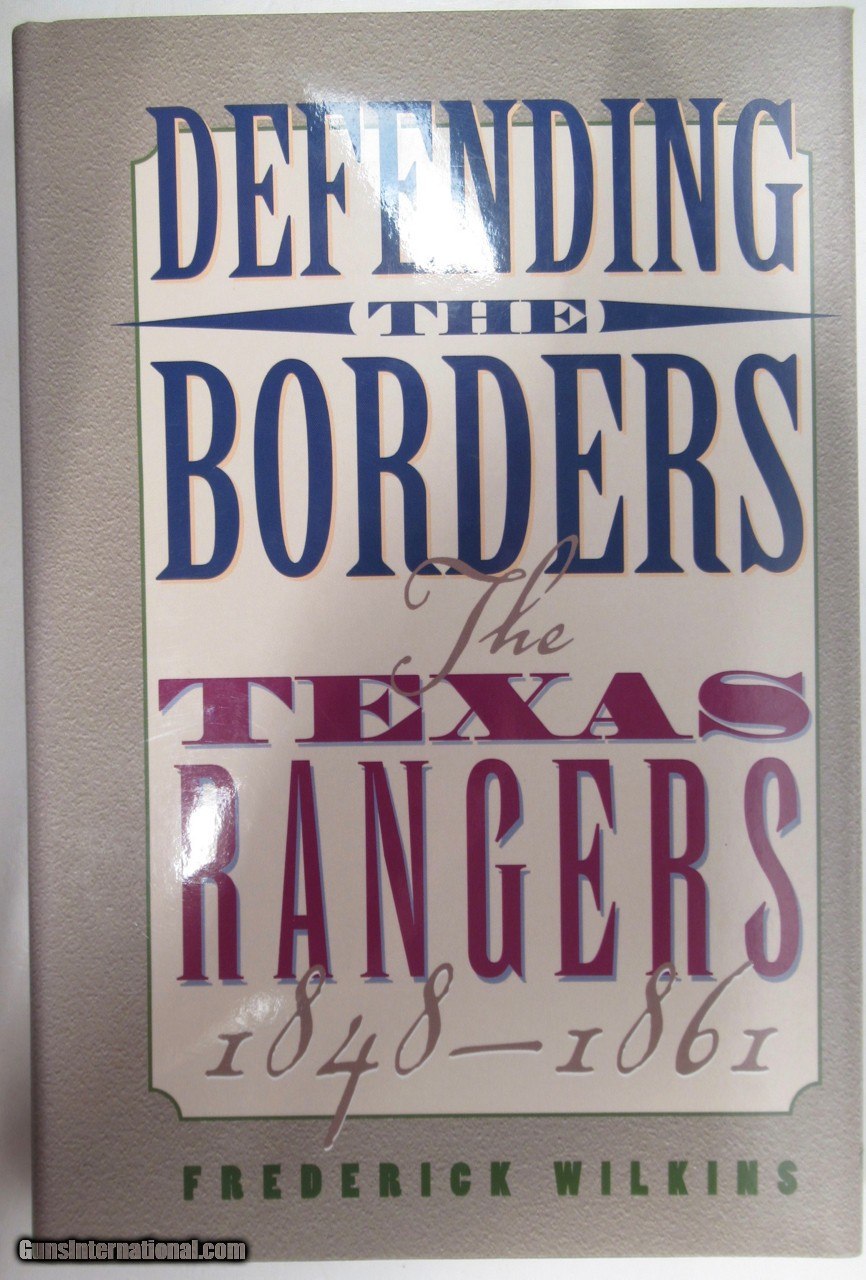 DEFENDING
THE
BORDERS
The
TEXAS
RANGERS
1848–1861
FREDERICK WILKINS
GunsInternational.com